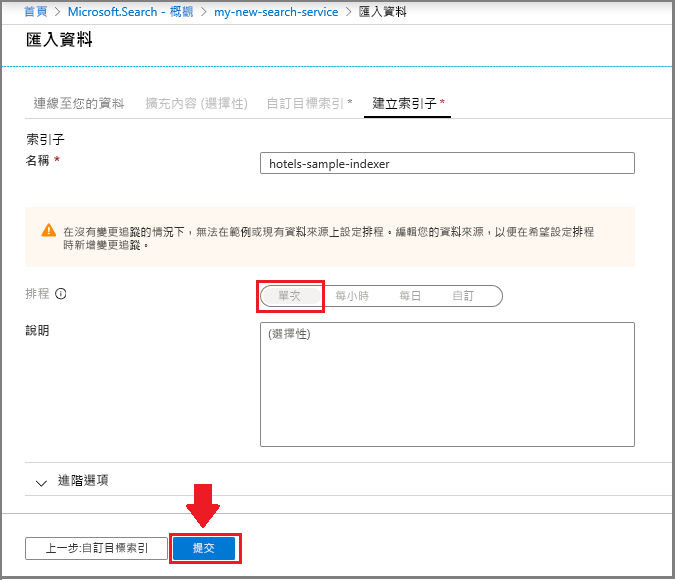 首頁 > Microsoft.Search - 概觀 > my-new-search-service > 匯入資料
匯入資料
連線至您的資料 擴充內容 (選擇性) 自訂目標索引 * 建立索引子 *
索引子
名稱 * hotels-sample-indexer
在沒有變更追蹤的情況下，無法在範例或現有資料來源上設定排程。編輯您的資料來源，以便在希望設定排程
時新增變更追蹤。
排程 單次 每小時 每日 自訂
說明 (選擇性)
進階選項
上一步:自訂目標索引 提交